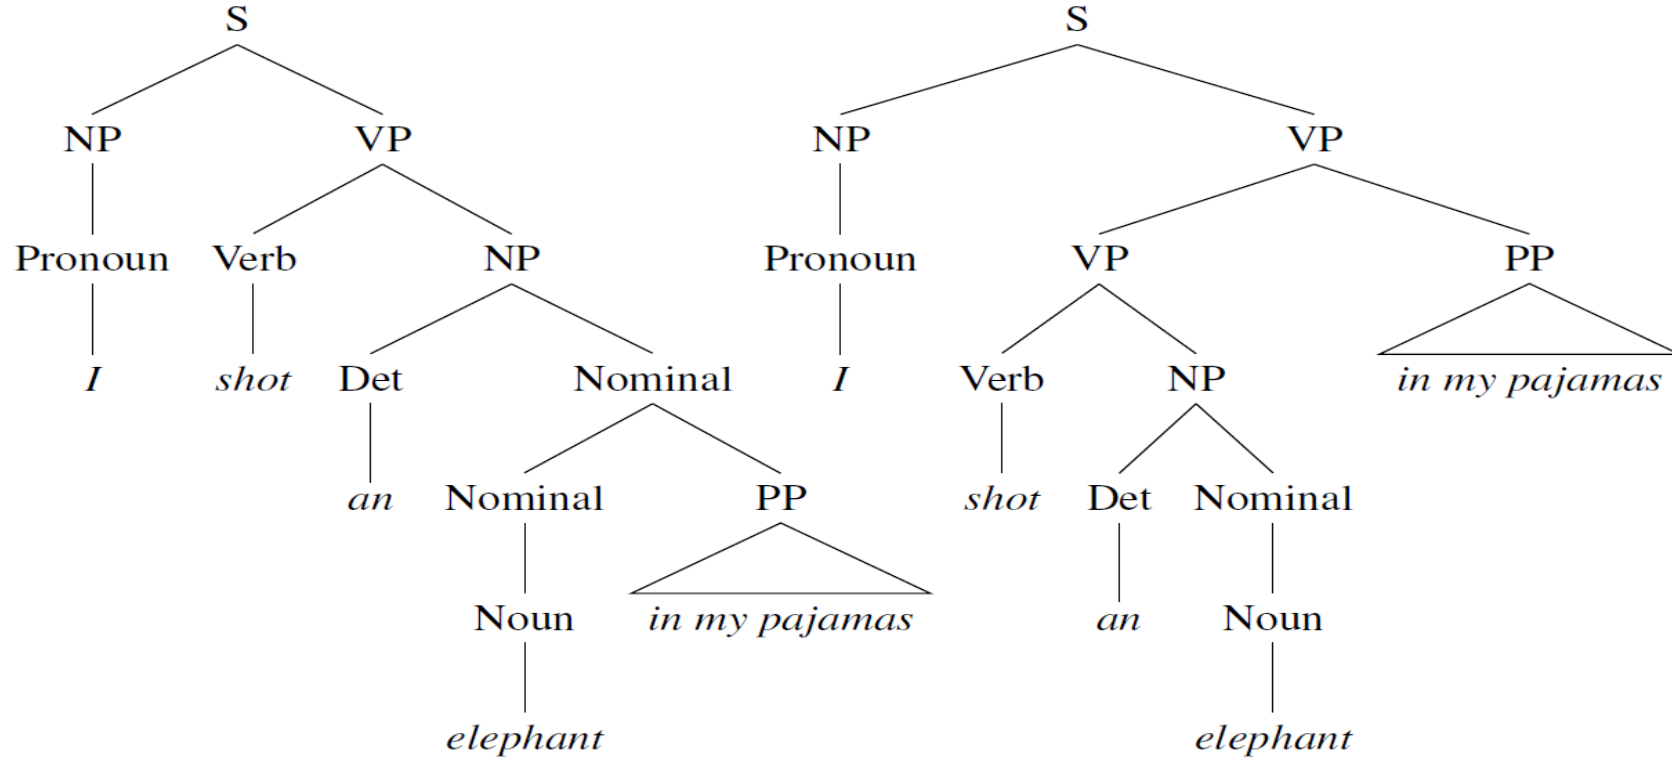 S S
NP VP NP VP
Pronoun Verb NP Pronoun VP PP
I shot Det Nominal I Verb NP in my pajamas
an Nominal PP shot Det Nominal
Noun in my pajamas an Noun
elephant elephant